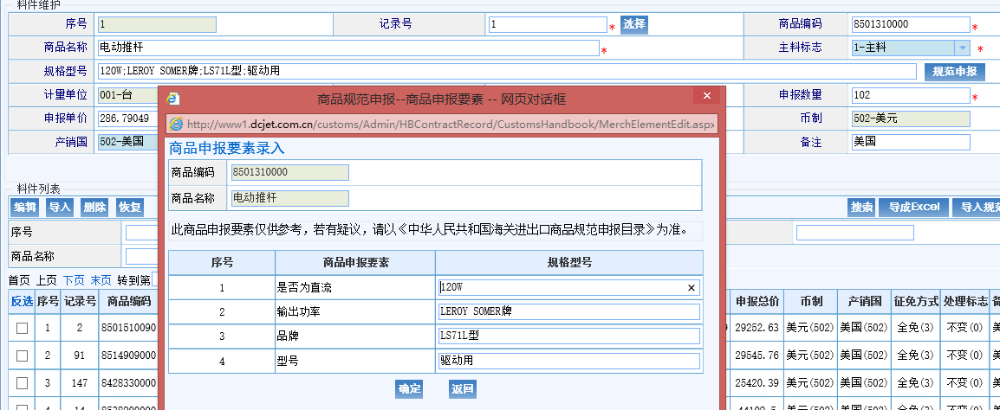 料件维护
序号 1 记录号 1 * 选择 商品编码 8501310000 *
商品名称 电动推杆 * 主料标志 1-主料 *
规格型号 120W;LEROY SOMER牌;LS71L型;驱动用 规范申报
计量单位 001-台 申报数量 102 *
申报单价 286.79049 币制 502-美元
产销国 502-美国 备注 美国
商品规范申报--商品申报要素 -- 网页对话框 ×
http://www1.dcjet.com.cn/customs/Admin/HBContractRecord/CustomsHandbook/MerchElementEdit.aspx
商品申报要素录入
商品编码 8501310000
商品名称 电动推杆
此商品申报要素仅供参考，若有疑议，请以《中华人民共和国海关进出口商品规范申报目录》为准。
序号 商品申报要素 规格型号
1 是否为直流 120W ×
2 输出功率 LEROY SOMER牌
3 品牌 LS71L型
4 型号 驱动用
确定 返回
料件列表
编辑 导入 删除 恢复 搜索 导成Excel 导入规范
序号
商品名称
首页 上页 下页 末页 转到第
反选 序号 记录号 商品编码 申报总价 币制 产销国 征免方式 处理标志 备
1 2 8501510090 29252.63 美元(502) 美国(502) 全免(3) 不变(0) 美
2 91 8514909000 29545.76 美元(502) 美国(502) 全免(3) 不变(0) 美
3 147 8428330000 25420.39 美元(502) 美国(502) 全免(3) 不变(0) 美